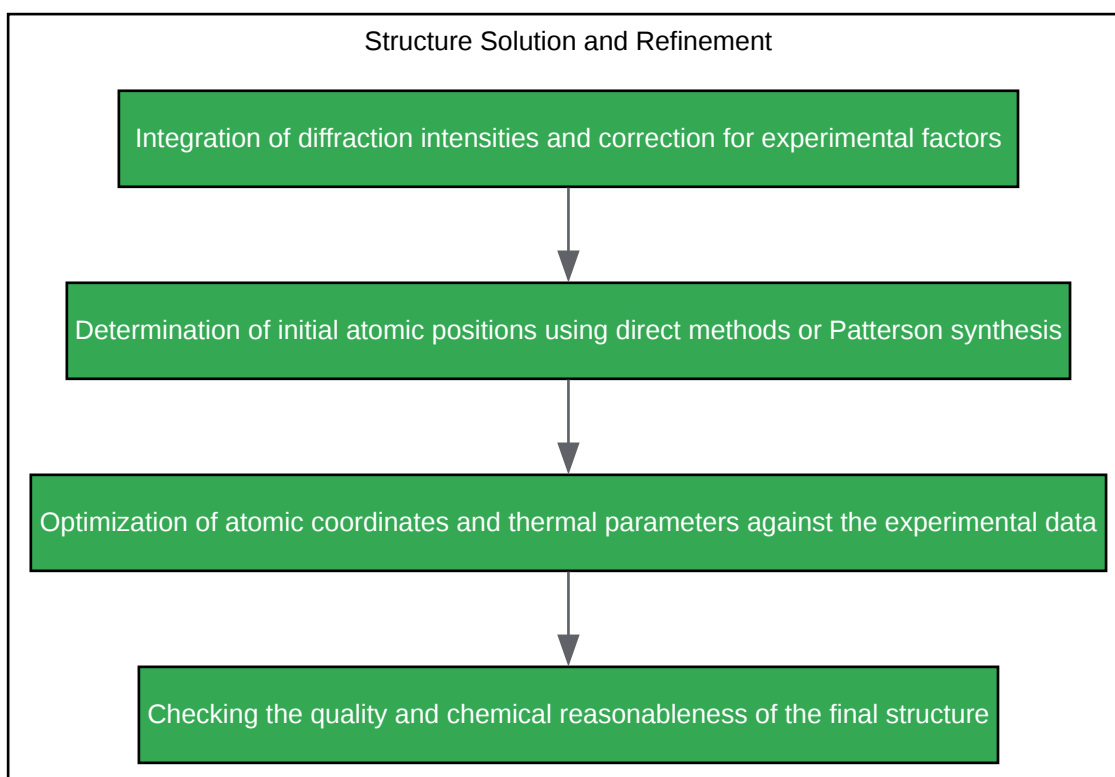 Structure Solution and Refinement
Integration of diffraction intensities and correction for experimental factors
Determination of initial atomic positions using direct methods or Patterson synthesis
Optimization of atomic coordinates and thermal parameters against the experimental data
Checking the quality and chemical reasonableness of the final structure